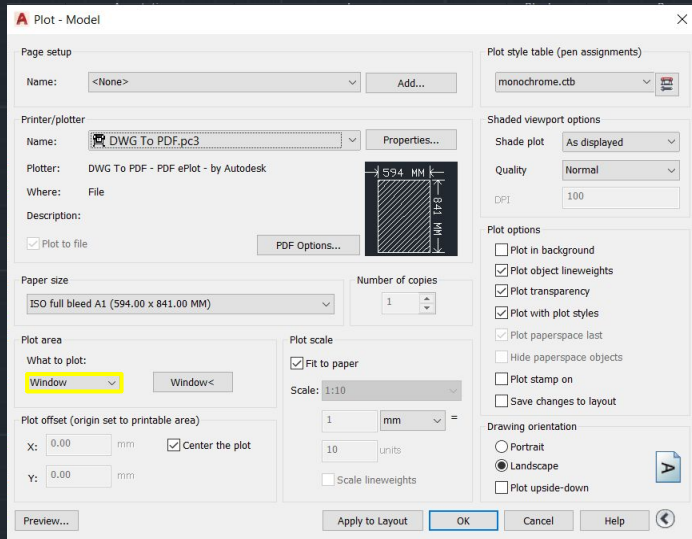 Plot - Model
Page setup
Name: <None> Add...
Plot style table (pen assignments)
monochrome.ctb
Printer/plotter
Name: DWG To PDF.pc3 Properties...
Plotter: DWG To PDF - PDF ePlot - by Autodesk
Where: File
Description:
Plot to file PDF Options...
594 MM
841 MM
Shaded viewport options
Shade plot As displayed
Quality Normal
DPI 100
Paper size
ISO full bleed A1 (594.00 x 841.00 MM)
Number of copies
1
Plot options
Plot in background
Plot object lineweights
Plot transparency
Plot with plot styles
Plot paperspace last
Hide paperspace objects
Plot stamp on
Save changes to layout
Plot area
What to plot:
Window Window<
Plot scale
Fit to paper
Scale: 1:10
1 mm =
10 units
Scale lineweights
Plot offset (origin set to printable area)
X: 0.00 mm Center the plot
Y: 0.00 mm
Drawing orientation
Portrait
Landscape
Plot upside-down
A
Preview... Apply to Layout OK Cancel Help